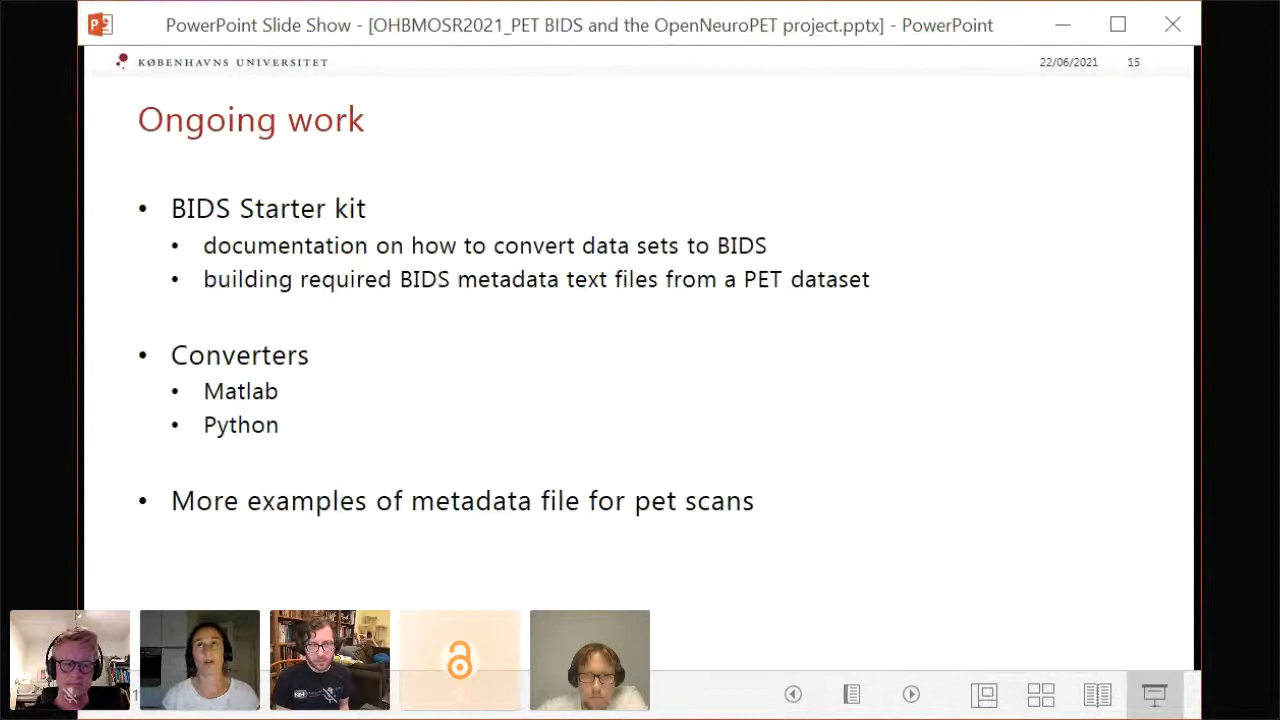 PowerPoint Slide Show - [OHBMOSR2021_PET BIDS and the OpenNeuroPET project.pptx] - PowerPoint
KØBENHAVNS UNIVERSITET
22/06/2021 15
Ongoing work
• BIDS Starter kit
• documentation on how to convert data sets to BIDS
• building required BIDS metadata text files from a PET dataset
• Converters
• Matlab
• Python
• More examples of metadata file for pet scans